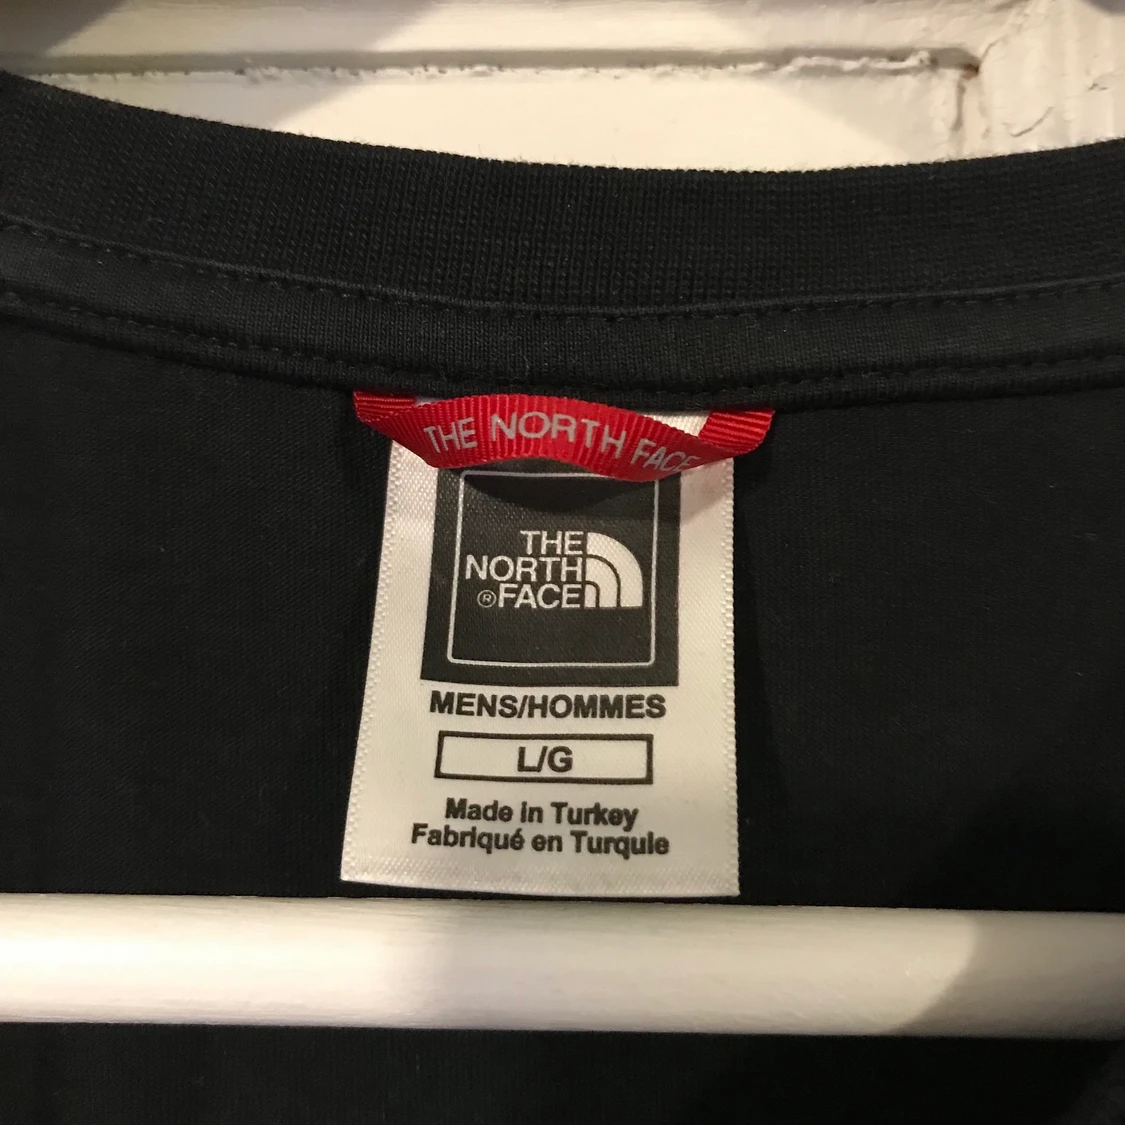 THE NORTH FACE
THE
NORTH
®FACE
MENS/HOMMES
L/G
Made in Turkey
Fabriqué en Turquie